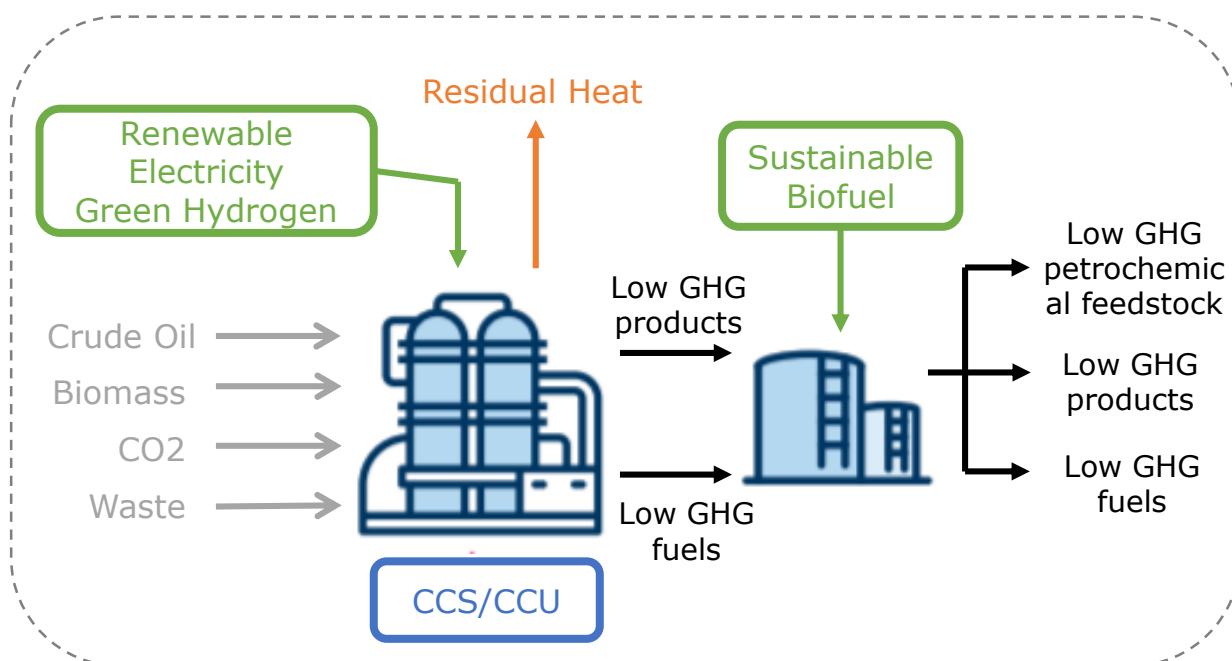 Residual Heat
Renewable
Electricity
Green Hydrogen
Sustainable
Biofuel
Crude Oil
Biomass
CO2
Waste
Low GHG
products
Low GHG
fuels
CCS/CCU
Low GHG
petrochemic
al feedstock
Low GHG
products
Low GHG
fuels